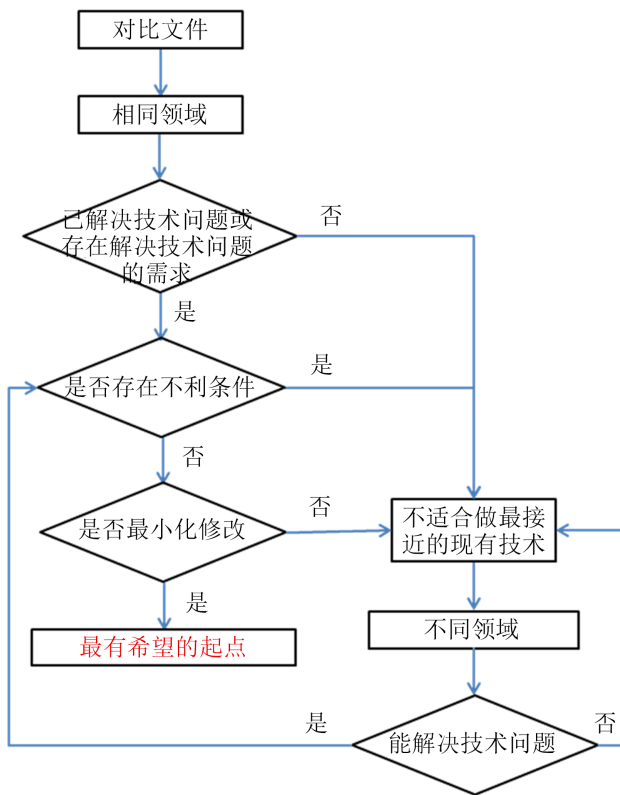 对比文件
相同领域
已解决技术问题或
存在解决技术问题
的需求
否
是
是否存在不利条件
是
否
是否最小化修改
否
不适合做最接
近的现有技术
是
最有希望的起点
不同领域
是
能解决技术问题
否